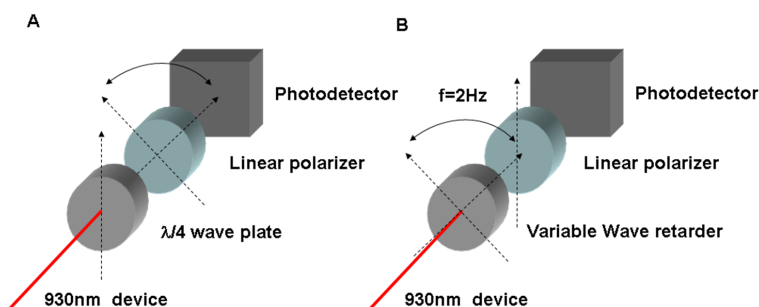 A
Photodetector
Linear polarizer
λ/4 wave plate
930nm device
B
f=2Hz
Photodetector
Linear polarizer
Variable Wave retarder
930nm device